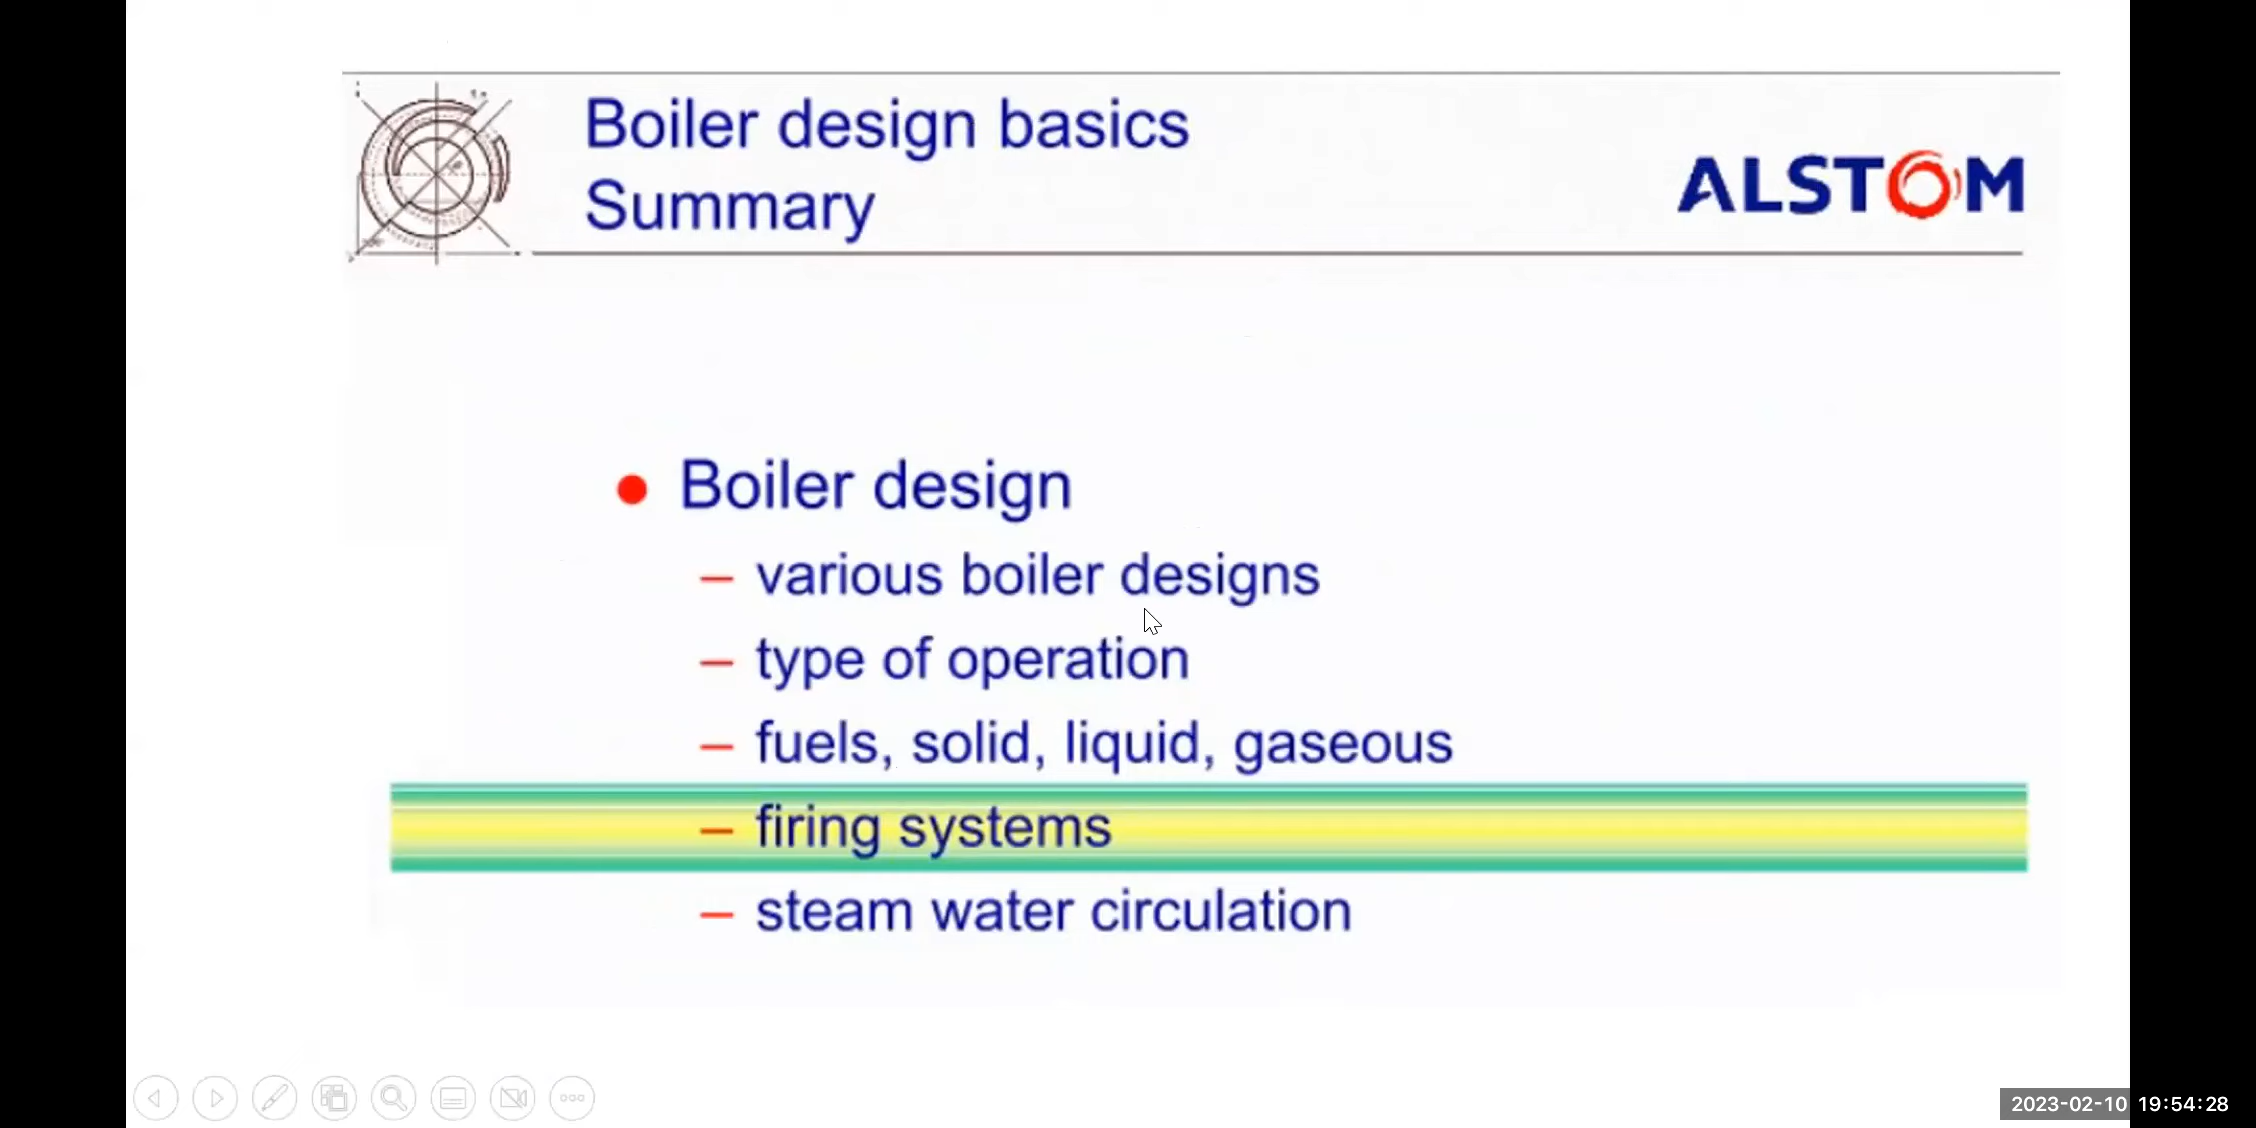 Boiler design basics
Summary
ALSTOM
● Boiler design
– various boiler designs
– type of operation
– fuels, solid, liquid, gaseous
– firing systems
– steam water circulation
2023-02-10 19:54:28